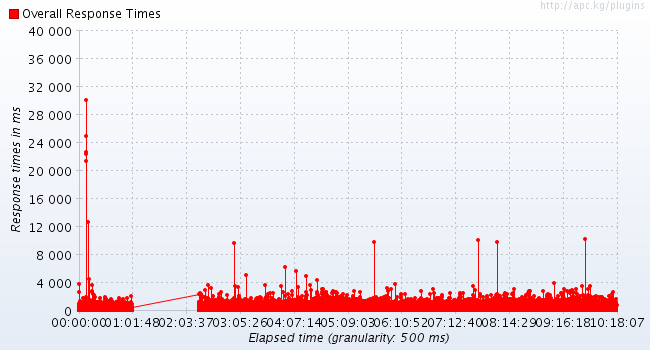 http://apc.kg/plugins
Overall Response Times
40 000
36 000
32 000
28 000
24 000
20 000
16 000
12 000
8 000
4 000
0
Response times in ms
00:00:00 01:01:48 02:03:37 03:05:26 04:07:14 05:09:03 06:10:52 07:12:40 08:14:29 09:16:18 10:18:07
Elapsed time (granularity: 500 ms)